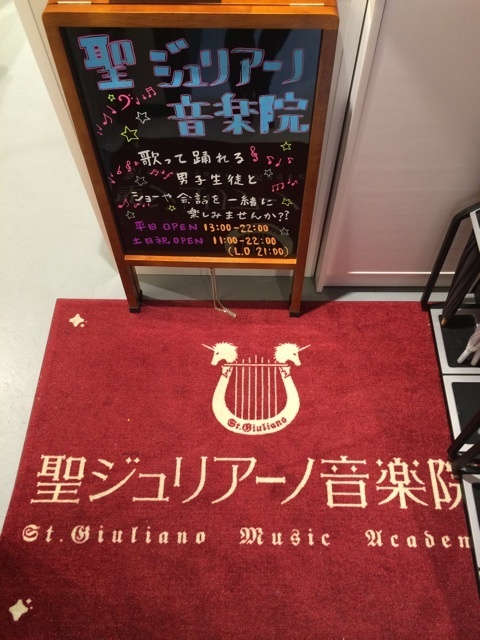 聖ジュリアーノ
音楽院
歌って踊れる
男子生徒と
ショーや会話を一緒に
楽しみませんか??
平日 OPEN 13:00-22:00
土日祝 OPEN 11:00-22:00
(L.O 21:00)
St.Giuliano
聖ジュリアーノ音楽院
St.Giuliano Music Academ